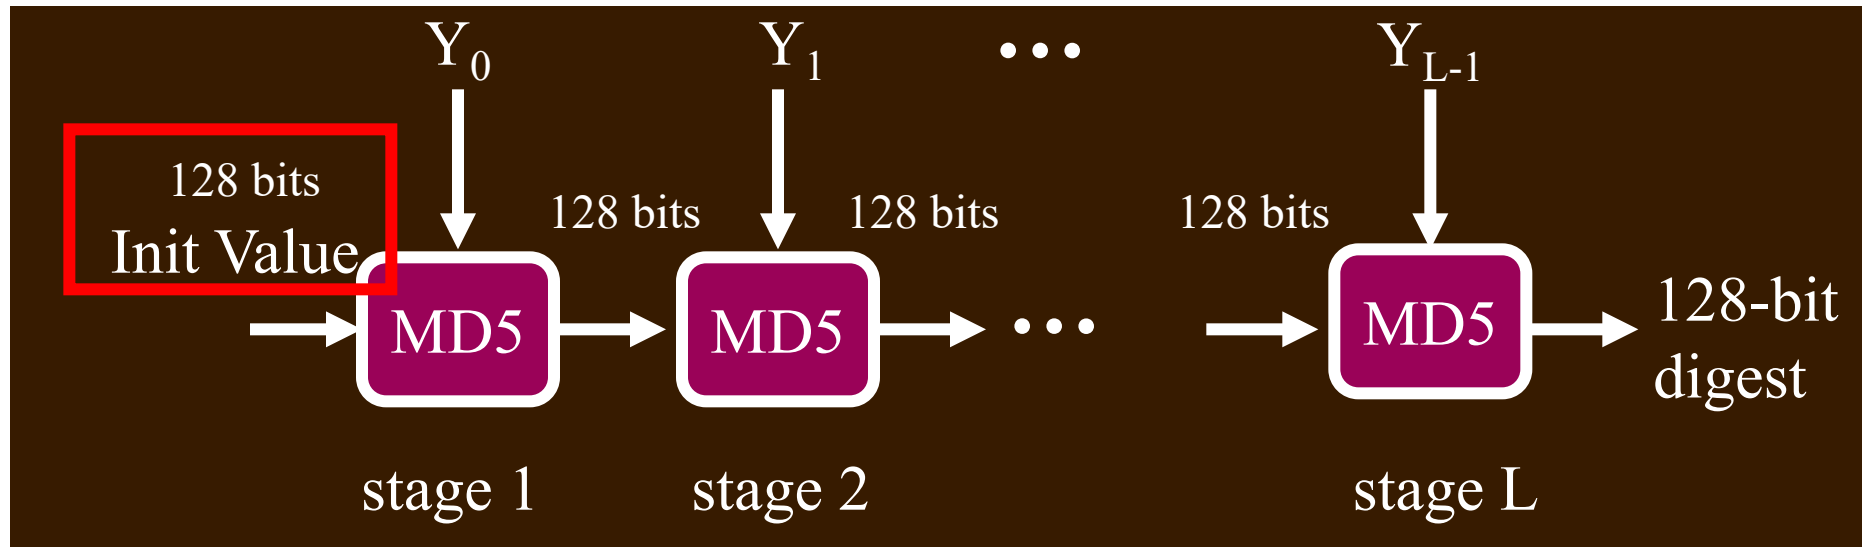 Y0 Y1 ••• YL-1
128 bits
Init Value
128 bits 128 bits 128 bits
MD5 MD5 ••• MD5
128-bit
digest
stage 1 stage 2 stage L